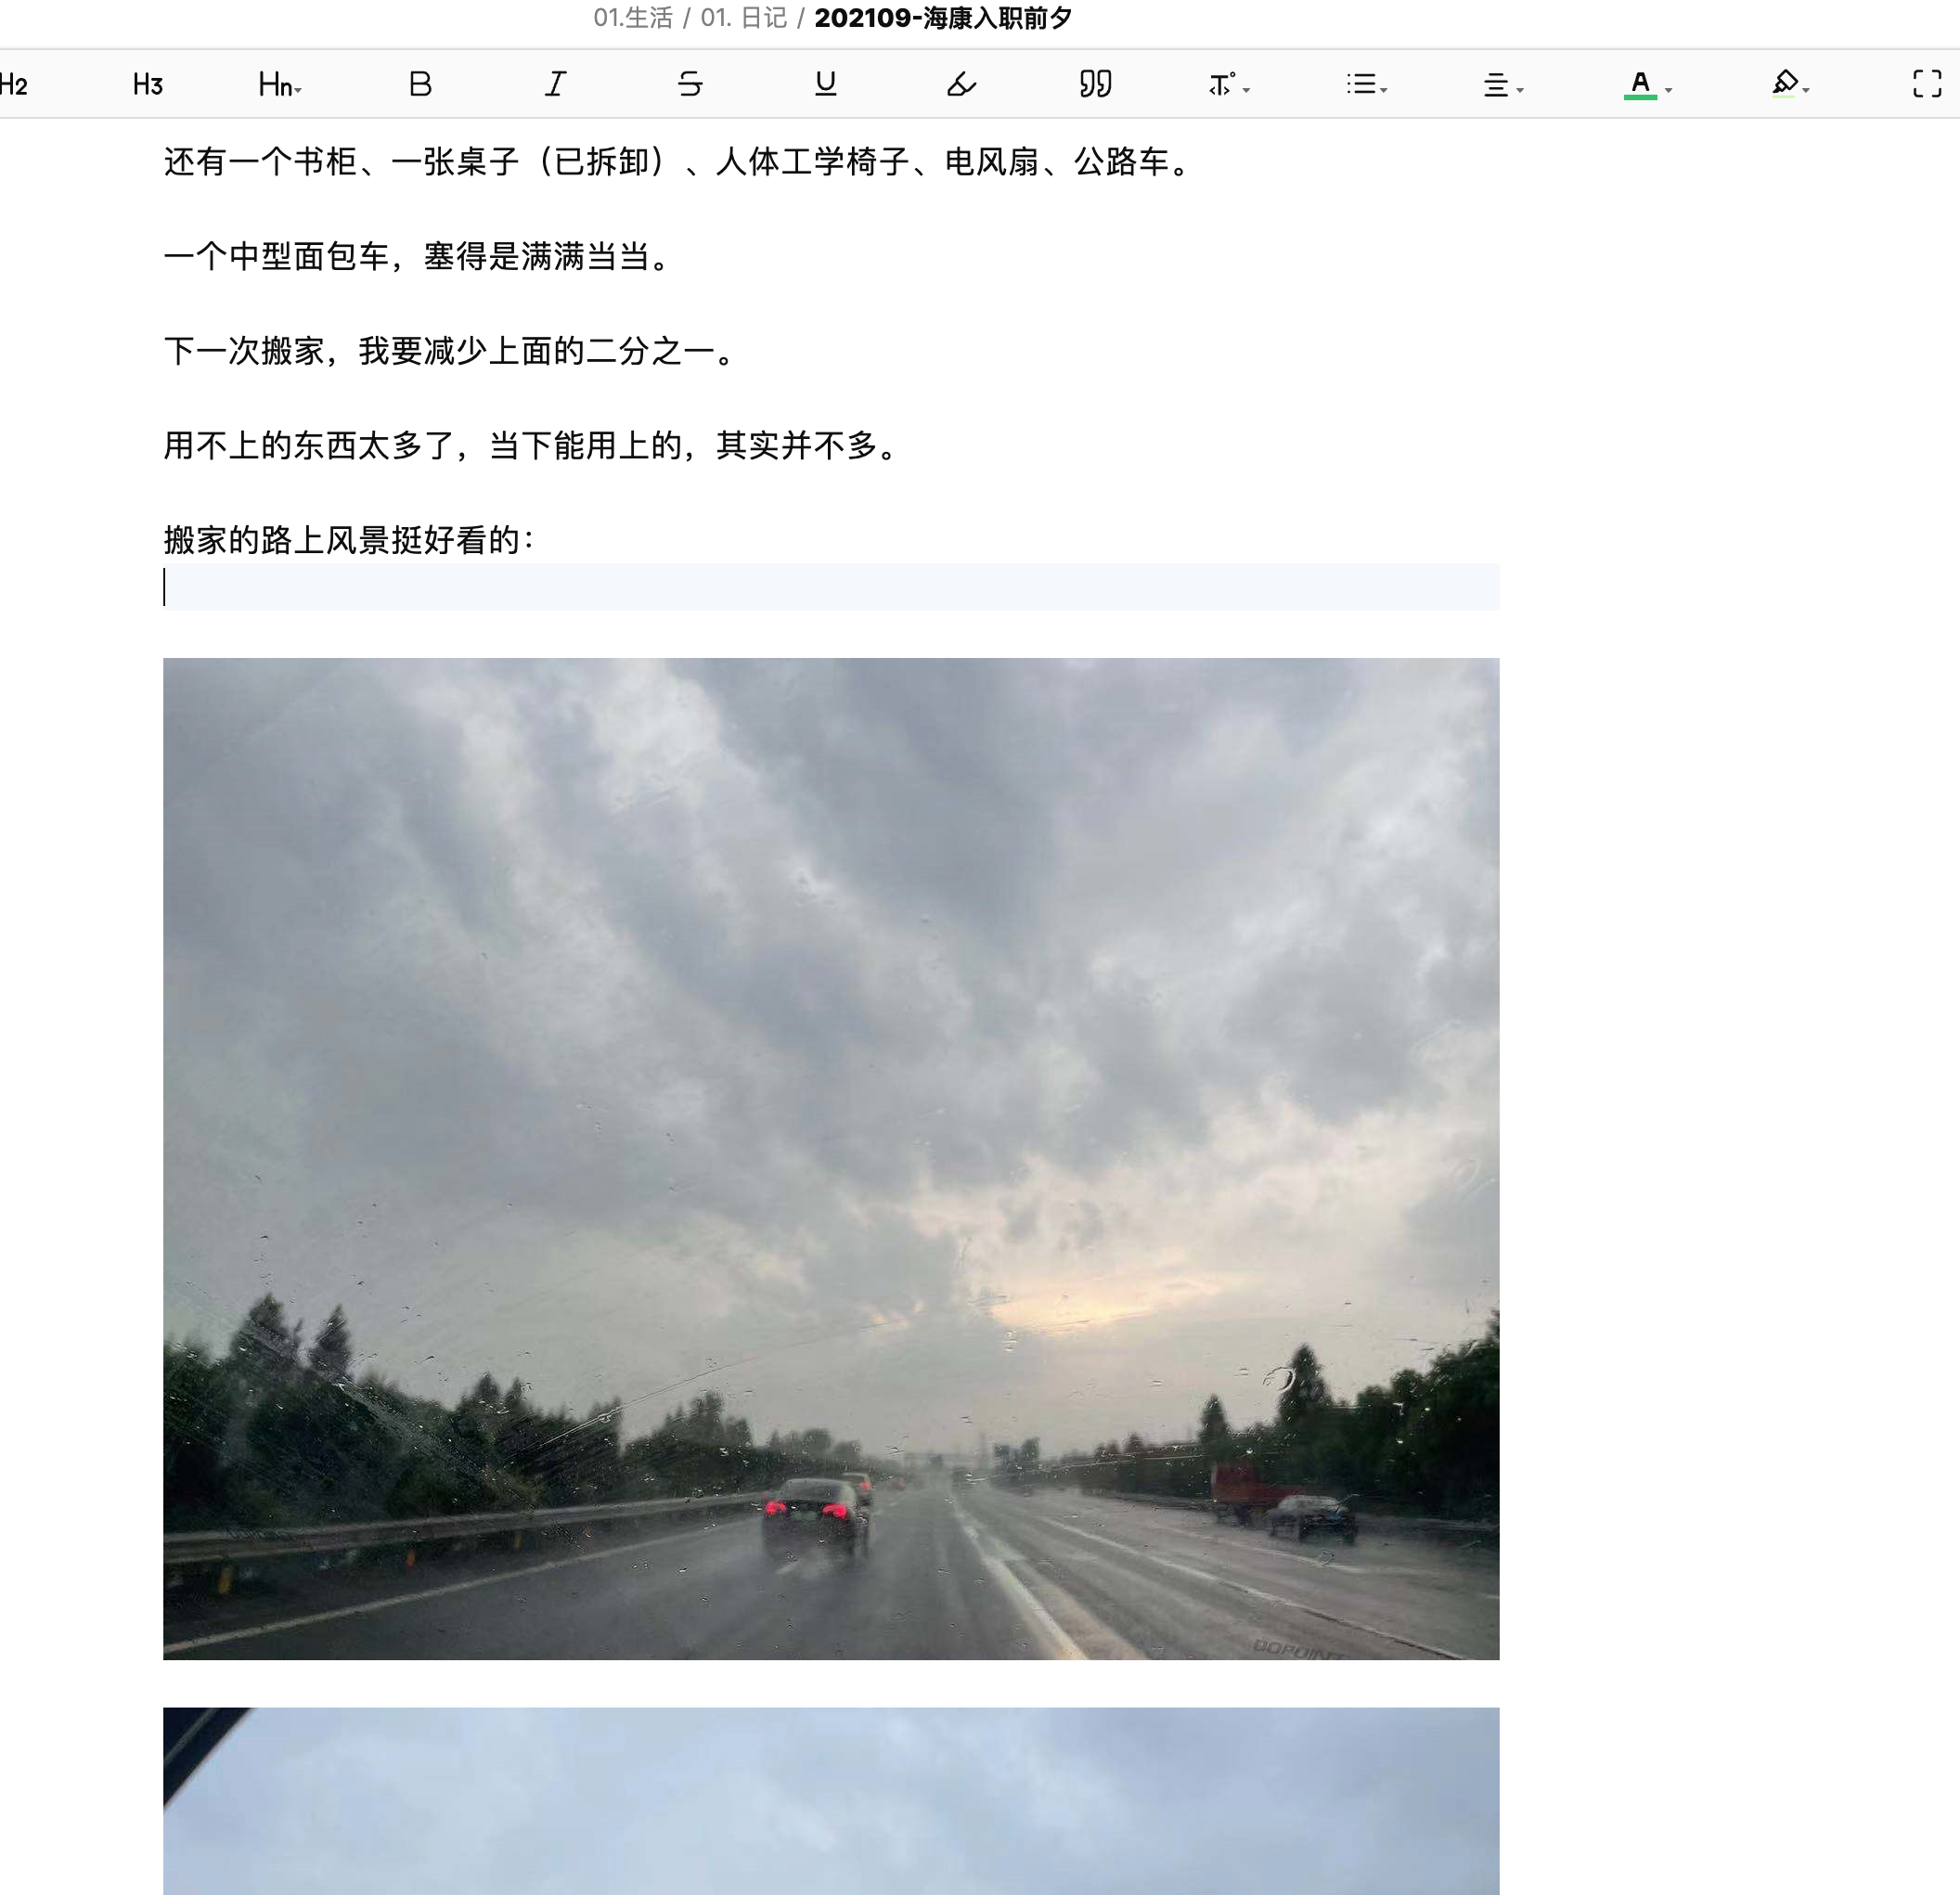 01.生活 / 01. 日记 / 202109-海康入职前夕
H2 H3 Hn B I S U A
还有一个书柜、一张桌子（已拆卸）、人体工学椅子、电风扇、公路车。
一个中型面包车，塞得是满满当当。
下一次搬家，我要减少上面的二分之一。
用不上的东西太多了，当下能用上的，其实并不多。
搬家的路上风景挺好看的：